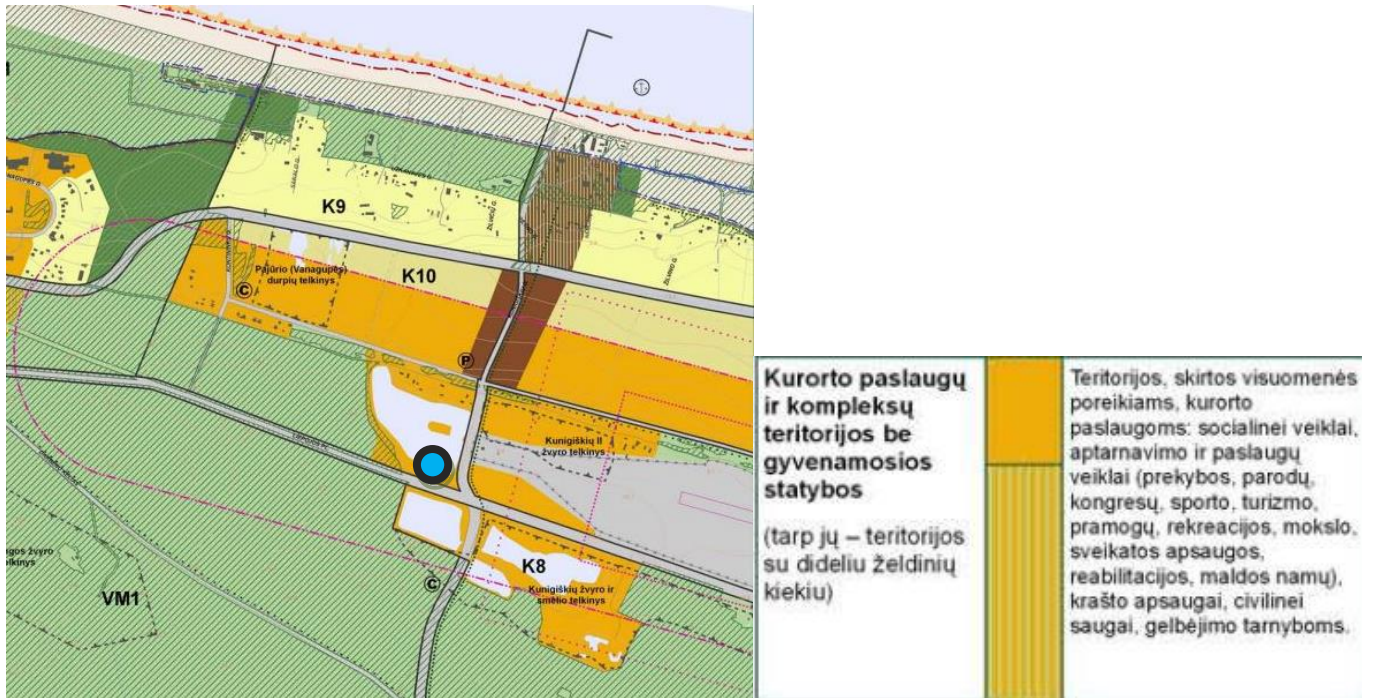 K9
K10
Pajūrio (Vanagupės)
durpių telkinys
C
P
Kunigiškių II
žvyro telkinys
K8
C
Kunigiškių žvyro ir
smėlio telkinys
VM1
ŽILVINO G.
Kurorto paslaugų
ir kompleksų
teritorijos be
gyvenamosios
statybos
(tarp jų – teritorijos
su dideliu želdinių
kiekiu)
Teritorijos, skirtos visuomenės
poreikiams, kurorto
paslaugoms: socialinei veiklai,
aptarnavimo ir paslaugų
veiklai (prekybos, parodų,
kongresų, sporto, turizmo,
pramogų, rekreacijos, mokslo,
sveikatos apsaugos,
reabilitacijos, maldos namų),
krašto apsaugai, civilinei
saugai, gelbėjimo tarnyboms.